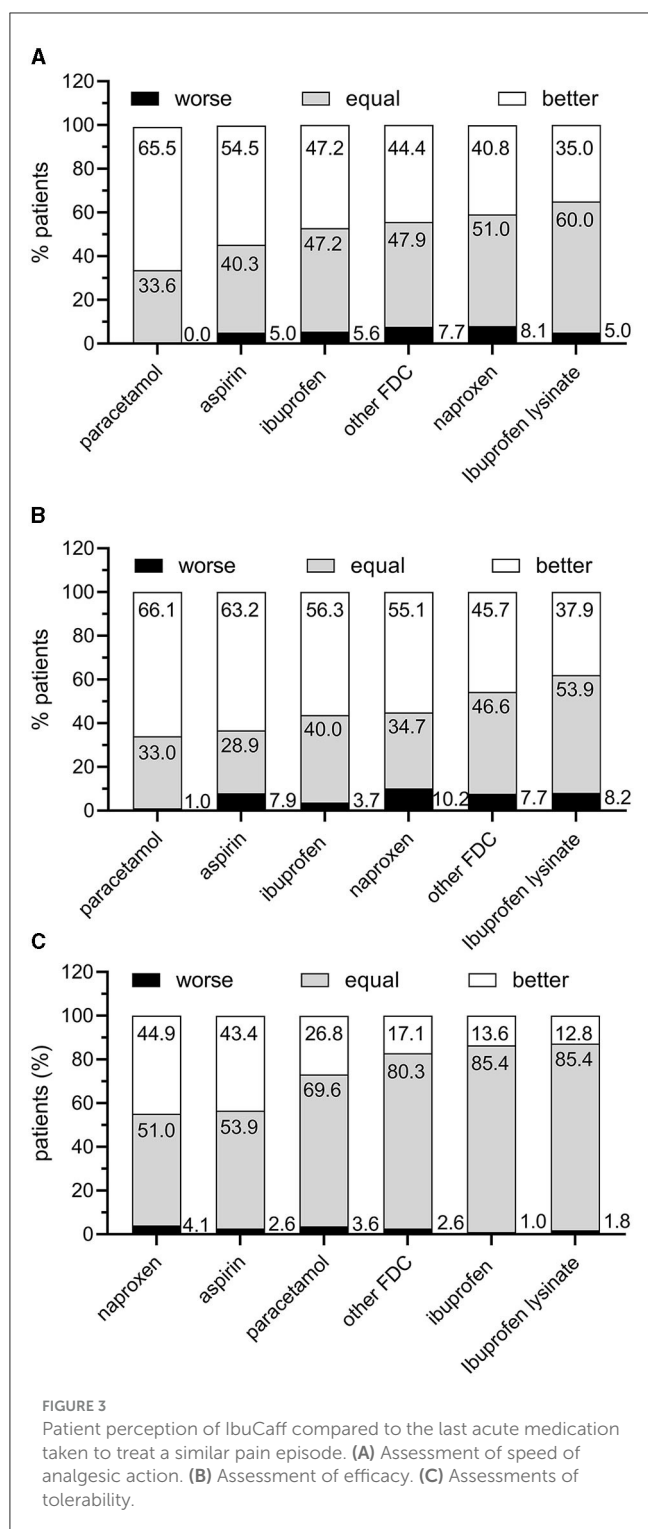 A
120
worse equal better
100
65.5 54.5 47.2 44.4 40.8 35.0
80
% patients
60
60.0
51.0
47.2 47.9
40
40.3
33.6
20
0
0.0 5.0 5.6 7.7 8.1 5.0
paracetamol
aspirin
ibuprofen
other FDC
naproxen
Ibuprofen lysinate
B
120
worse equal better
100
66.1 63.2 56.3 55.1 45.7 37.9
80
% patients
60
53.9
46.6
40
40.0 34.7
33.0 28.9
20
0
1.0 7.9 3.7 10.2 7.7 8.2
paracetamol
aspirin
ibuprofen
naproxen
other FDC
Ibuprofen lysinate
C
120
worse equal better
100
44.9 43.4 26.8 17.1 13.6 12.8
80
patients (%)
80.3 85.4 85.4
69.6
60
51.0 53.9
40
20
0
4.1 2.6 3.6 2.6 1.0 1.8
naproxen
aspirin
paracetamol
other FDC
ibuprofen
Ibuprofen lysinate
FIGURE 3
Patient perception of IbuCaff compared to the last acute medication
taken to treat a similar pain episode. (A) Assessment of speed of
analgesic action. (B) Assessment of efficacy. (C) Assessments of
tolerability.